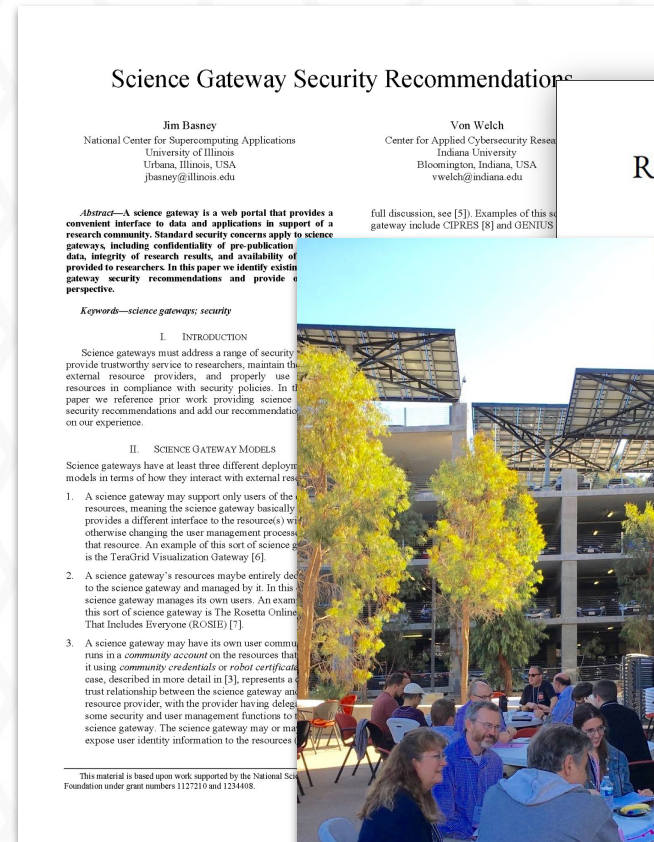 Science Gateway Security Recommendations
Jim Basney
National Center for Supercomputing Applications
University of Illinois
Urbana, Illinois, USA
jbasney@illinois.edu
Von Welch
Center for Applied Cybersecurity
Indiana University
Bloomington, Indiana, USA
vwelch@indiana.edu
R
Abstract—A science gateway is a web portal that provides a
convenient interface to data and applications in support of a
research community. Standard security concerns apply to science
gateways, including confidentiality of pre-publication
data, integrity of research results, and availability of
provided to researchers. In this paper we identify
gateway security recommendations and provide
perspective.
Keywords—science gateways; security
I. INTRODUCTION
Science gateways must address a range of security
provide trustworthy service to researchers, maintain
external resource providers, and properly use
resources in compliance with security policies. In
paper we reference prior work providing science
security recommendations and add our
on our experience.
II. SCIENCE GATEWAY MODELS
Science gateways have at least three different
models in terms of how they interact with external
1. A science gateway may support only users of the
resources, meaning the science gateway basically
provides a different interface to the resource(s)
otherwise changing the user management
that resource. An example of this sort of science
is the TeraGrid Visualization Gateway [6].
2. A science gateway’s resources maybe entirely
to the science gateway and managed by it. In this
science gateway manages its own users. An
this sort of science gateway is The Rosetta Online
That Includes Everyone (ROSIE) [7].
3. A science gateway may have its own user
runs in a community account on the resources that
it using community credentials or robot
case, described in more detail in [3], represents a
trust relationship between the science gateway
resource provider, with the provider having
some security and user management functions to
science gateway. The science gateway may or
expose user identity information to the resources
This material is based upon work supported by the National
Foundation under grant numbers 1127210 and 1234408.
full discussion, see [5]). Examples of this
gateway include CIPRES [8] and GENIUS